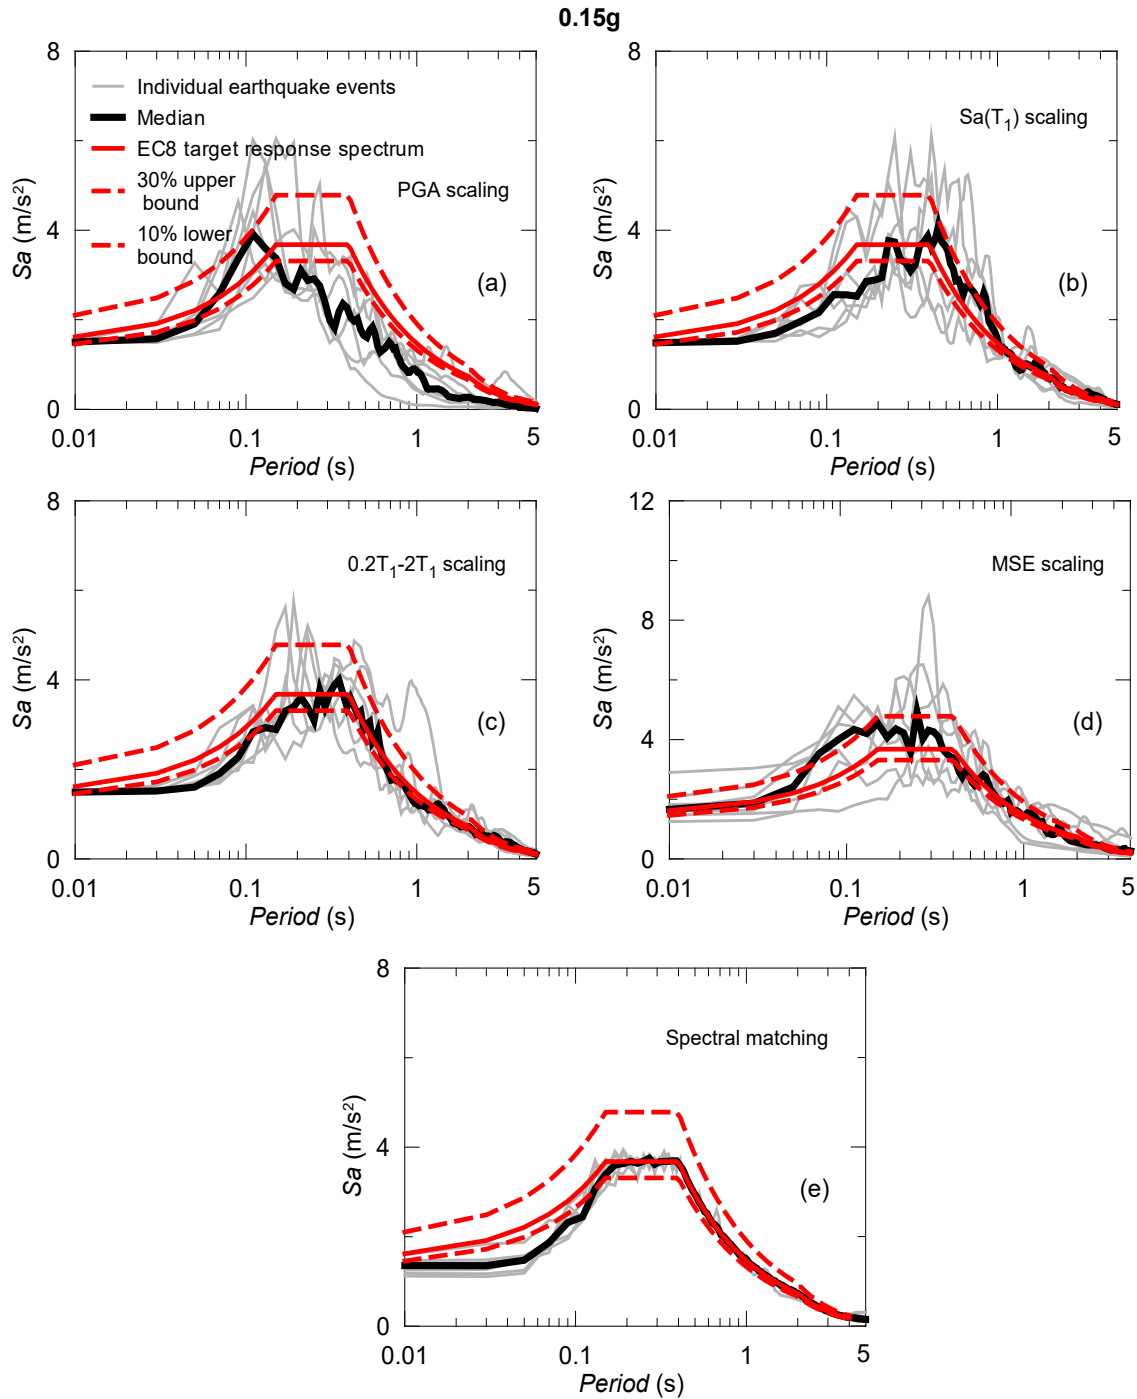 0.15g
8
Individual earthquake events
Median
EC8 target response spectrum
30% upper
bound
10% lower
bound
PGA scaling
(a)
4
0
Sa (m/s²)
0.01
0.1
1
5
Period (s)
8
Sa(T₁) scaling
(b)
4
0
Sa (m/s²)
0.01
0.1
1
5
Period (s)
8
0.2T₁-2T₁ scaling
(c)
4
0
Sa (m/s²)
0.01
0.1
1
5
Period (s)
12
MSE scaling
(d)
8
4
0
Sa (m/s²)
0.01
0.1
1
5
Period (s)
8
Spectral matching
(e)
4
0
Sa (m/s²)
0.01
0.1
1
5
Period (s)